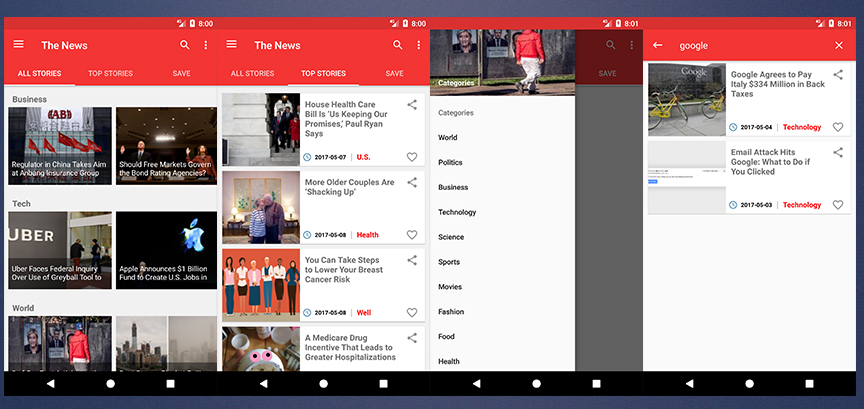 8:00
The News
ALL STORIES
TOP STORIES
SAVE
Business
Regulator in China Takes Aim
at Anbang Insurance Group
Should Free Markets Govern
the Bond Rating Agencies?
Tech
UBER
Uber Faces Federal Inquiry
Over Use of Greyball Tool to
Apple Announces $1 Billion
Fund to Create U.S. Jobs in
World
8:00
The News
ALL STORIES
TOP STORIES
SAVE
House Health Care
Bill Is ‘Us Keeping Our
Promises,’ Paul Ryan
Says
2017-05-07 | U.S.
More Older Couples Are
‘Shacking Up’
2017-05-08 | Health
You Can Take Steps
to Lower Your Breast
Cancer Risk
2017-05-08 | Well
A Medicare Drug
Incentive That Leads to
Greater Hospitalizations
8:01
SAVE
Categories
Categories
World
Politics
Business
Technology
Science
Sports
Movies
Fashion
Food
Health
8:01
google
Google
Google Agrees to Pay
Italy $334 Million in Back
Taxes
2017-05-04 | Technology
Email Attack Hits
Google: What to Do if
You Clicked
2017-05-03 | Technology